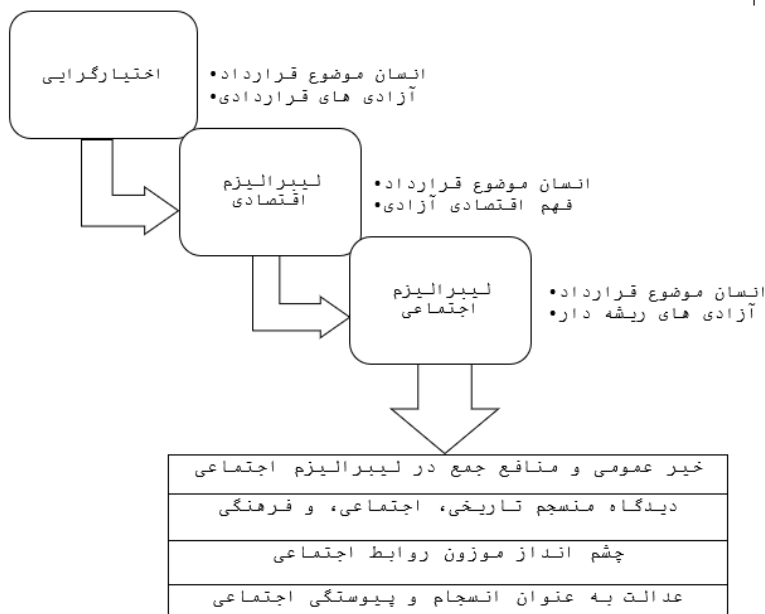 اختیارگرایی
•انسان موضوع قرارداد
•آزادی های قراردادی
لیبرالیزم
اقتصادی
•انسان موضوع قرارداد
•فهم اقتصادی آزادی
لیبرالیزم
اجتماعی
•انسان موضوع قرارداد
•آزادی های ریشه دار
خیر عمومی و منافع جمع در لیبرالیزم اجتماعی
دیدگاه منسجم تاریخی، اجتماعی، و فرهنگی
چشم انداز موزون روابط اجتماعی
عدالت به عنوان انسجام و پیوستگی اجتماعی